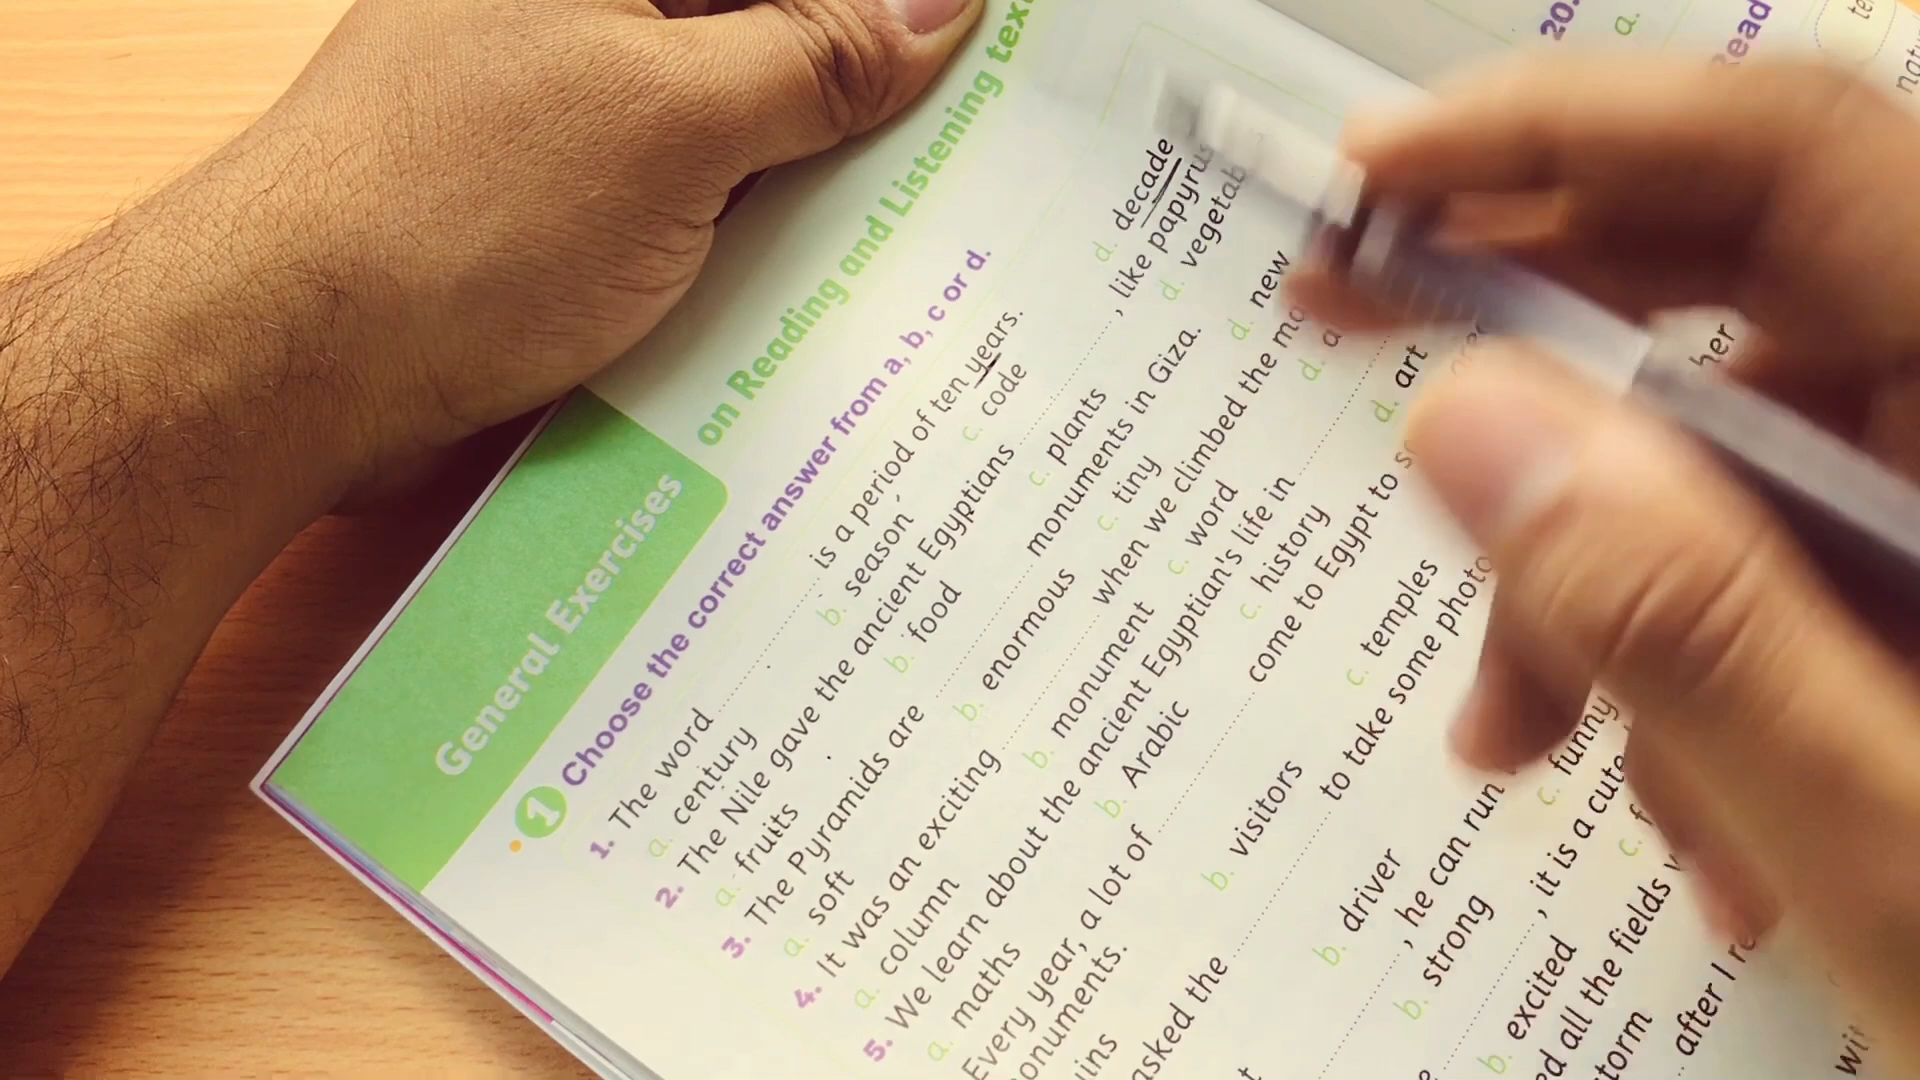 General Exercises
on Reading and Listening
1 Choose the correct answer from a, b, c or d.
1. The word .......... is a period of ten years.
a. century b. season c. code d. decade
2. The Nile gave the ancient Egyptians .......... , like papyrus
a. fruits b. food c. plants d.
3. The Pyramids are .......... monuments in Giza.
a. soft b. enormous c. tiny d. new
4. It was an exciting .......... when we climbed the
a. column b. monument c. word d.
5. We learn about the ancient Egyptian's life in ..........
a. maths b. Arabic c. history d. art
Every year, a lot of .......... come to Egypt to
b. visitors c. temples
the .......... to take some
b. driver
.......... , he can run
b. strong c. funny
.......... , it is a cute
b. excited c.
all the fields
after I
20.
a.